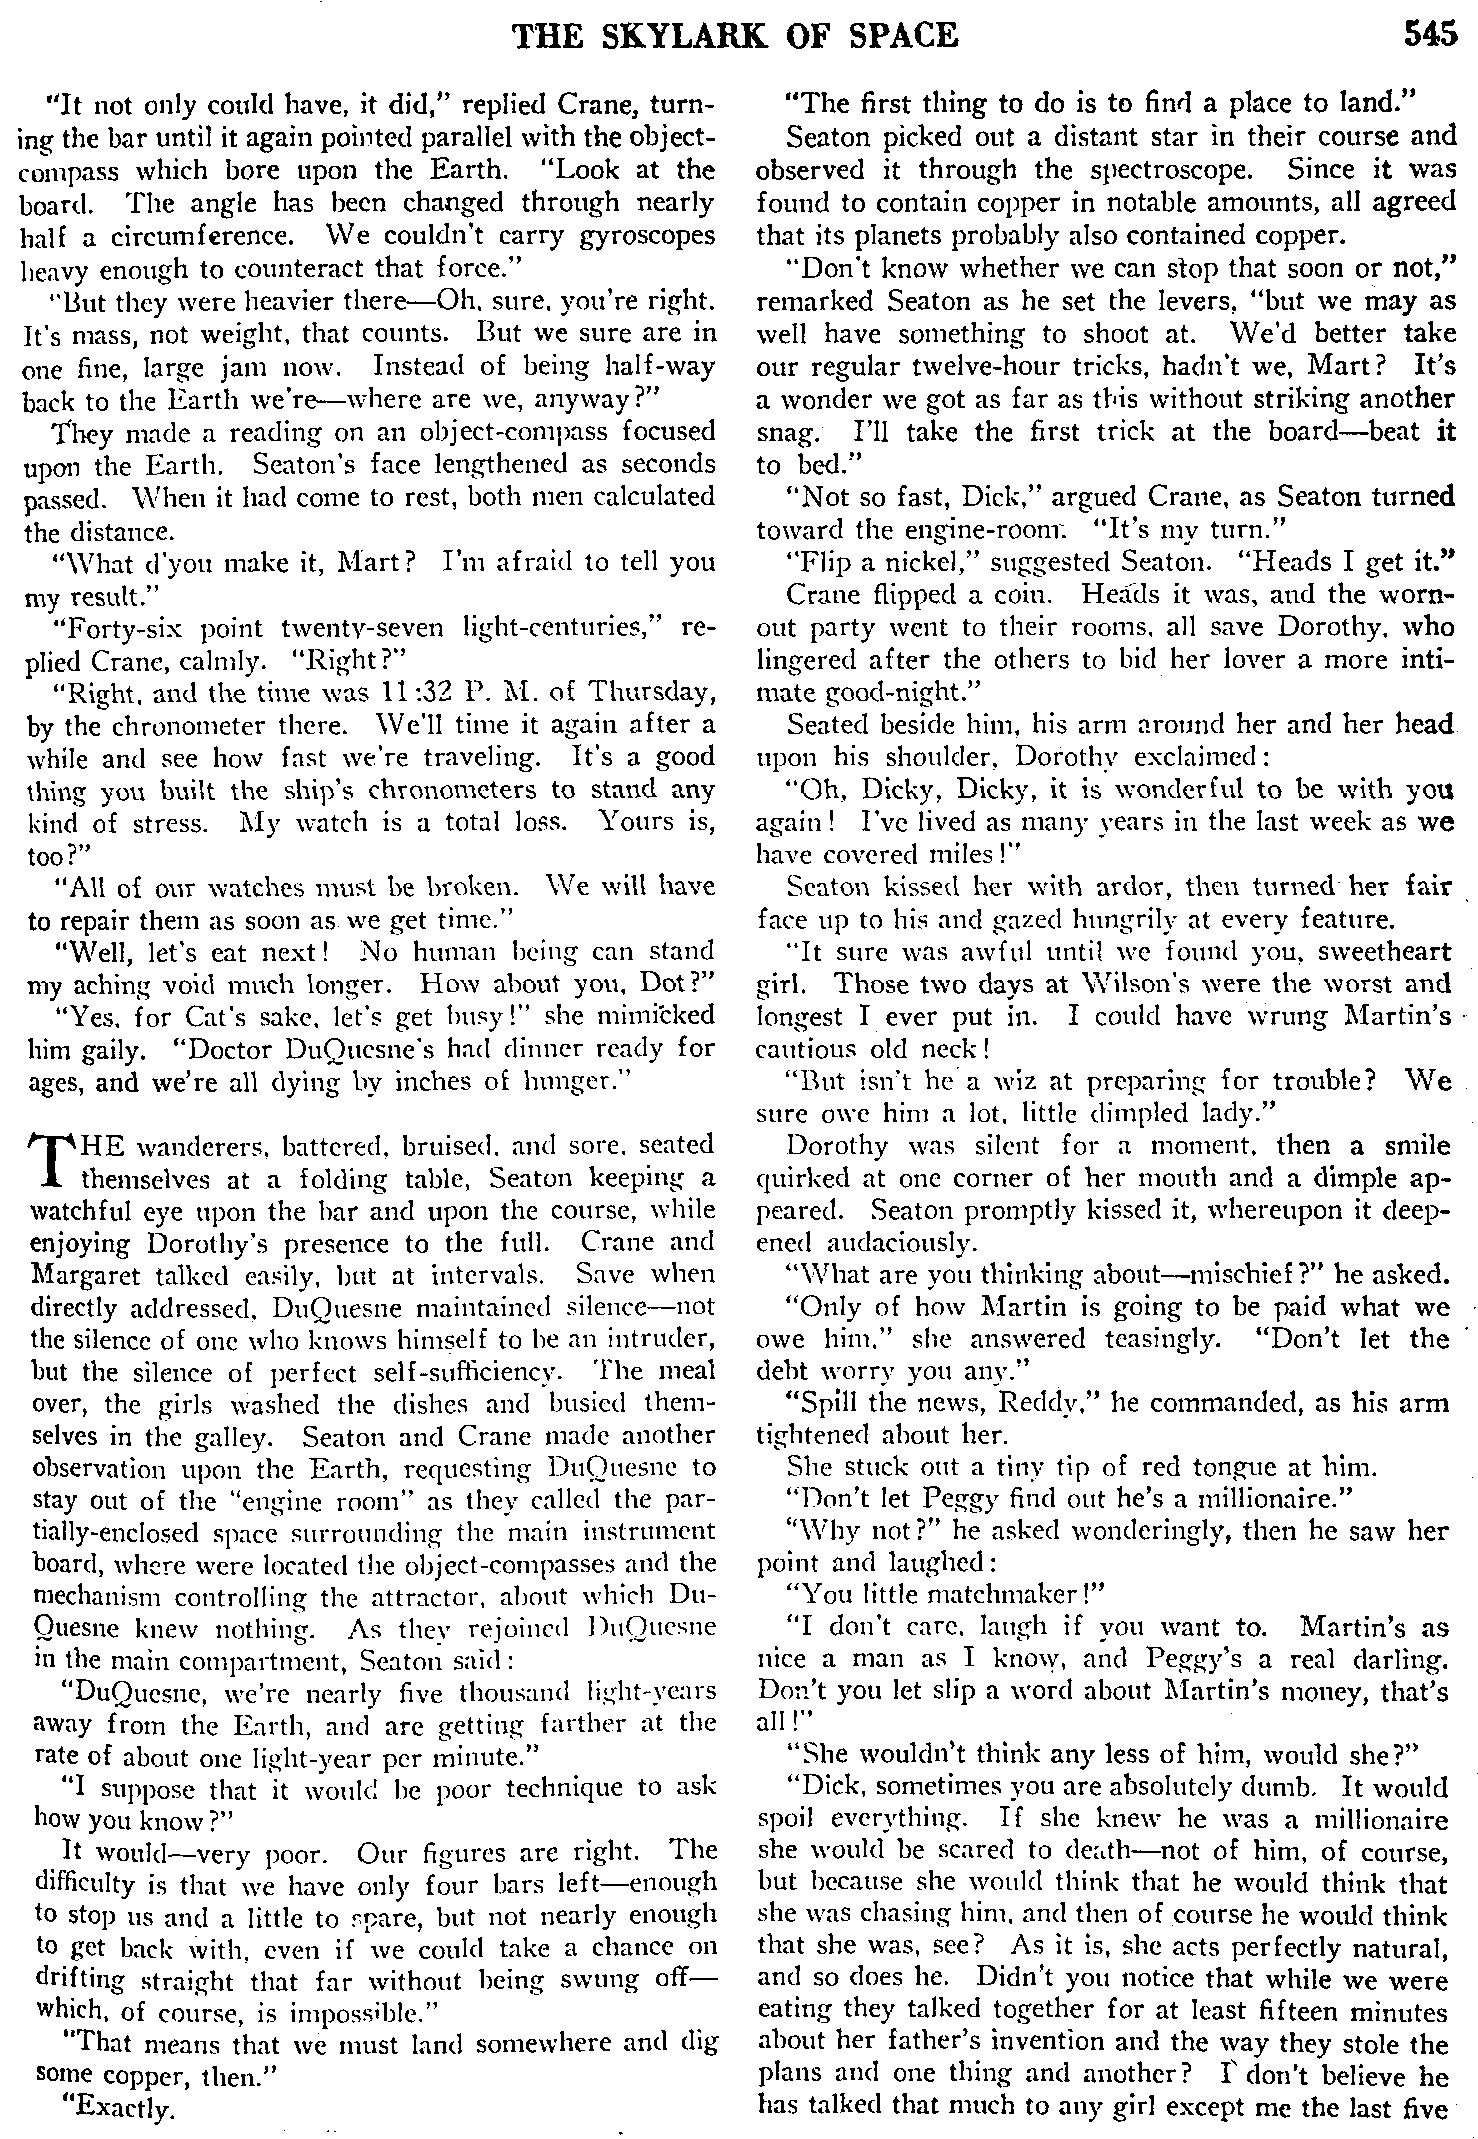 THE SKYLARK OF SPACE 545
"It not only could have, it did," replied Crane, turn-
ing the bar until it again pointed parallel with the object-
compass which bore upon the Earth. "Look at the
board. The angle has been changed through nearly
half a circumference. We couldn't carry gyroscopes
heavy enough to counteract that force."
"But they were heavier there—Oh, sure, you're right.
It's mass, not weight, that counts. But we sure are in
one fine, large jam now. Instead of being half-way
back to the Earth we're—where are we, anyway?"
They made a reading on an object-compass focused
upon the Earth. Seaton's face lengthened as seconds
passed. When it had come to rest, both men calculated
the distance.
"What d'you make it, Mart? I'm afraid to tell you
my result."
"Forty-six point twenty-seven light-centuries," re-
plied Crane, calmly. "Right?"
"Right, and the time was 11:32 P. M. of Thursday,
by the chronometer there. We'll time it again after a
while and see how fast we're traveling. It's a good
thing you built the ship's chronometers to stand any
kind of stress. My watch is a total loss. Yours is,
too?"
"All of our watches must be broken. We will have
to repair them as soon as we get time."
"Well, let's eat next! No human being can stand
my aching void much longer. How about you, Dot?"
"Yes, for Cat's sake, let's get busy!" she mimicked
him gaily. "Doctor DuQuesne's had dinner ready for
ages, and we're all dying by inches of hunger."
THE wanderers, battered, bruised, and sore, seated
themselves at a folding table, Seaton keeping a
watchful eye upon the bar and upon the course, while
enjoying Dorothy's presence to the full. Crane and
Margaret talked easily, but at intervals. Save when
directly addressed, DuQuesne maintained silence—not
the silence of one who knows himself to be an intruder,
but the silence of perfect self-sufficiency. The meal
over, the girls washed the dishes and busied them-
selves in the galley. Seaton and Crane made another
observation upon the Earth, requesting DuQuesne to
stay out of the "engine room" as they called the par-
tially-enclosed space surrounding the main instrument
board, where were located the object-compasses and the
mechanism controlling the attractor, about which Du-
Quesne knew nothing. As they rejoined DuQuesne
in the main compartment, Seaton said:
"DuQuesne, we're nearly five thousand light-years
away from the Earth, and are getting farther at the
rate of about one light-year per minute."
"I suppose that it would be poor technique to ask
how you know?"
It would—very poor. Our figures are right. The
difficulty is that we have only four bars left—enough
to stop us and a little to spare, but not nearly enough
to get back with, even if we could take a chance on
drifting straight that far without being swung off—
which, of course, is impossible."
"That means that we must land somewhere and dig
some copper, then."
"Exactly.
"The first thing to do is to find a place to land."
Seaton picked out a distant star in their course and
observed it through the spectroscope. Since it was
found to contain copper in notable amounts, all agreed
that its planets probably also contained copper.
"Don't know whether we can stop that soon or not,"
remarked Seaton as he set the levers, "but we may as
well have something to shoot at. We'd better take
our regular twelve-hour tricks, hadn't we, Mart? It's
a wonder we got as far as this without striking another
snag. I'll take the first trick at the board—beat it
to bed."
"Not so fast, Dick," argued Crane, as Seaton turned
toward the engine-room. "It's my turn."
"Flip a nickel," suggested Seaton. "Heads I get it."
Crane flipped a coin. Heads it was, and the worn-
out party went to their rooms, all save Dorothy, who
lingered after the others to bid her lover a more inti-
mate good-night."
Seated beside him, his arm around her and her head
upon his shoulder, Dorothy exclaimed:
"Oh, Dicky, Dicky, it is wonderful to be with you
again! I've lived as many years in the last week as we
have covered miles!"
Seaton kissed her with ardor, then turned her fair
face up to his and gazed hungrily at every feature.
"It sure was awful until we found you, sweetheart
girl. Those two days at Wilson's were the worst and
longest I ever put in. I could have wrung Martin's
cautious old neck!
"But isn't he a wiz at preparing for trouble? We
sure owe him a lot, little dimpled lady."
Dorothy was silent for a moment, then a smile
quirked at one corner of her mouth and a dimple ap-
peared. Seaton promptly kissed it, whereupon it deep-
ened audaciously.
"What are you thinking about—mischief?" he asked.
"Only of how Martin is going to be paid what we
owe him," she answered teasingly. "Don't let the
debt worry you any."
"Spill the news, Reddy," he commanded, as his arm
tightened about her.
She stuck out a tiny tip of red tongue at him.
"Don't let Peggy find out he's a millionaire."
"Why not?" he asked wonderingly, then he saw her
point and laughed:
"You little matchmaker!"
"I don't care, laugh if you want to. Martin's as
nice a man as I know, and Peggy's a real darling.
Don't you let slip a word about Martin's money, that's
all!"
"She wouldn't think any less of him, would she?"
"Dick, sometimes you are absolutely dumb. It would
spoil everything. If she knew he was a millionaire
she would be scared to death—not of him, of course,
but because she would think that he would think that
she was chasing him, and then of course he would think
that she was, see? As it is, she acts perfectly natural,
and so does he. Didn't you notice that while we were
eating they talked together for at least fifteen minutes
about her father's invention and the way they stole the
plans and one thing and another? I don't believe he
has talked that much to any girl except me the last five